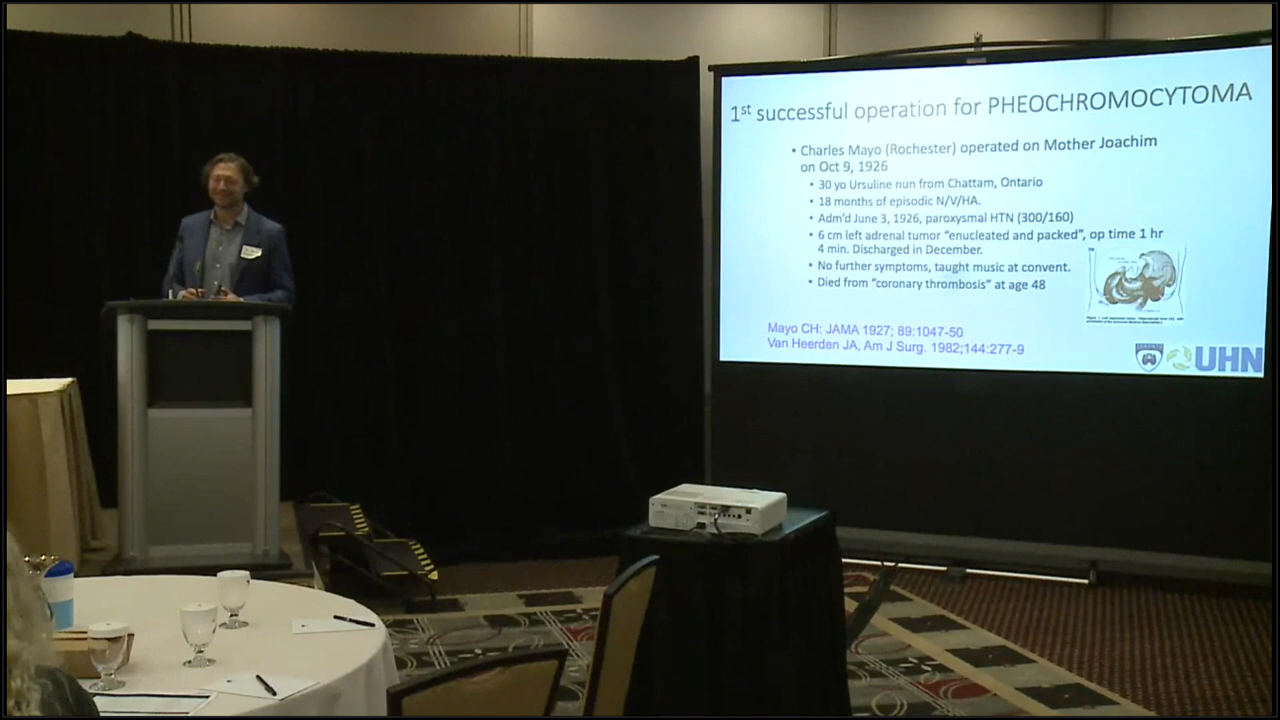 1st successful operation for PHEOCHROMOCYTOMA
• Charles Mayo (Rochester) operated on Mother Joachim
on Oct 9, 1926
• 30 yo Ursuline nun from Chattam, Ontario
• 18 months of episodic N/V/HA.
• Adm'd June 3, 1926, paroxysmal HTN (300/160)
• 6 cm left adrenal tumor “enucleated and packed”, op time 1 hr
4 min. Discharged in December.
• No further symptoms, taught music at convent.
• Died from “coronary thrombosis” at age 48
Mayo CH: JAMA 1927; 89:1047-50
Van Heerden JA, Am J Surg. 1982;144:277-9
UHN